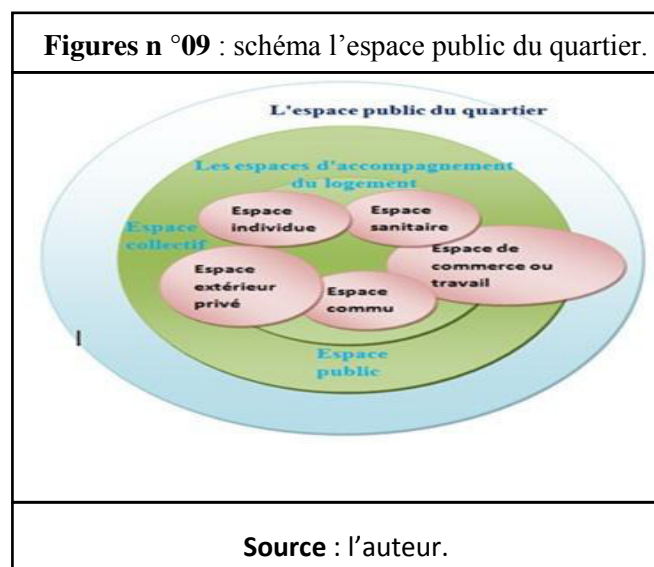 Figures n °09 : schéma l’espace public du quartier.
L'espace public du quartier
Les espaces d'accompagnement
du logement
Espace
individue
Espace
sanitaire
Espace
collectif
Espace de
commerce ou
travail
Espace
extérieur
privé
Espace
commu
Espace
public
Source : l’auteur.